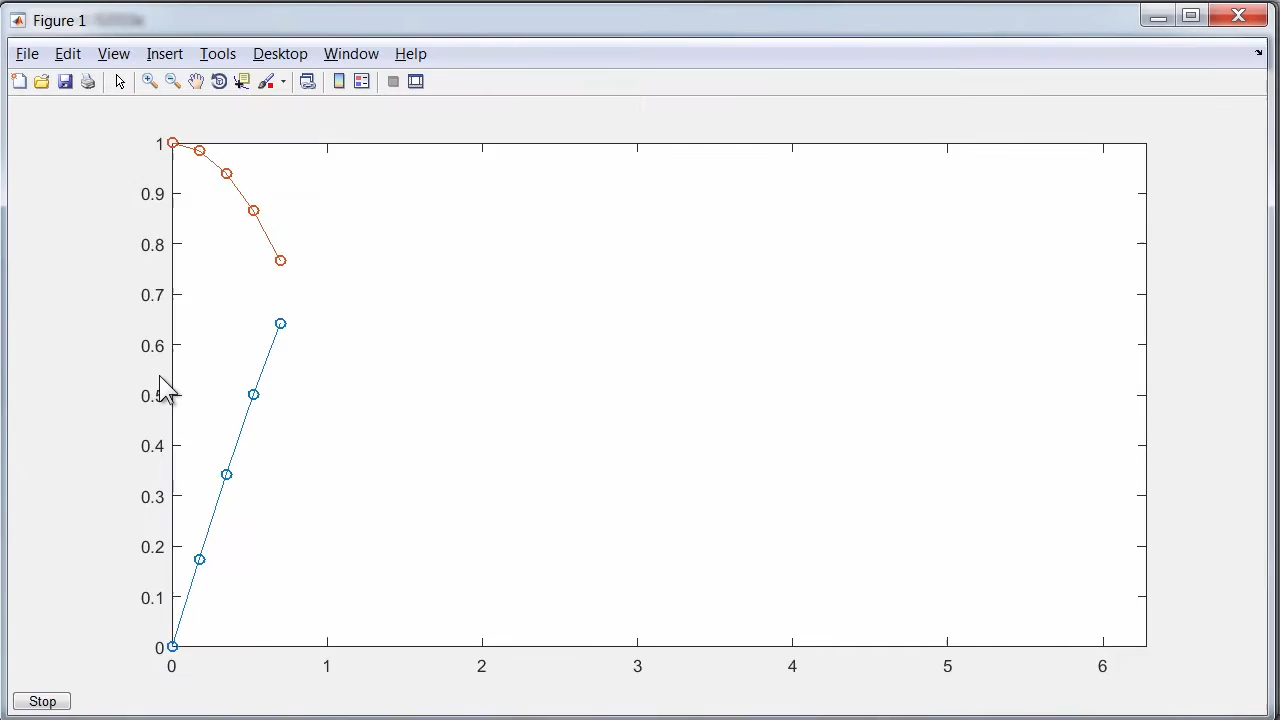 Figure 1
File Edit View Insert Tools Desktop Window Help
1
0.9
0.8
0.7
0.6
0.4
0.3
0.2
0.1
0
0 1 2 3 4 5 6
Stop